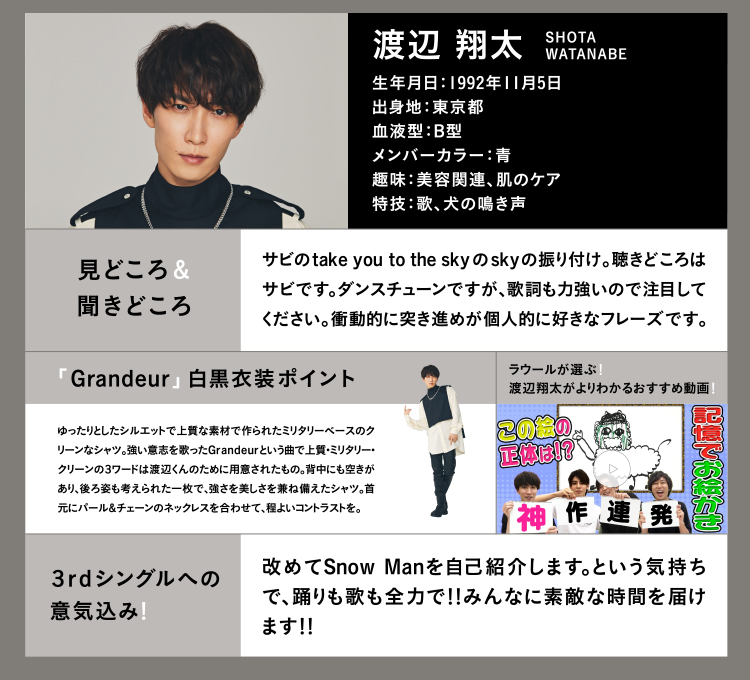 渡辺 翔太
SHOTA
WATANABE
生年月日：1992年11月5日
出身地：東京都
血液型：B型
メンバーカラー：青
趣味：美容関連、肌のケア
特技：歌、犬の鳴き声
見どころ&
聞きどころ
サビのtake you to the skyのskyの振り付け。聴きどころは
サビです。ダンスチューンですが、歌詞も力強いので注目して
ください。衝動的に突き進めが個人的に好きなフレーズです。
「Grandeur」白黒衣装ポイント
ゆったりとしたシルエットで上質な素材で作られたミリタリーベースのク
リーンなシャツ。強い意志を歌ったGrandeurという曲で上質・ミリタリー・
クリーンの3ワードは渡辺くんのために用意されたもの。背中にも空きが
あり、後ろ姿も考えられた一枚で、強さを美しさを兼ね備えたシャツ。首
元にパール&チェーンのネックレスを合わせて、程よいコントラストを。
ラウールが選ぶ!
渡辺翔太がよりわかるおすすめ動画!
この絵の
正体は!?
記憶でお絵かき
神作連発
3rdシングルへの
意気込み!
改めてSnow Manを自己紹介します。という気持ち
で、踊りも歌も全力で!!みんなに素敵な時間を届け
ます!!